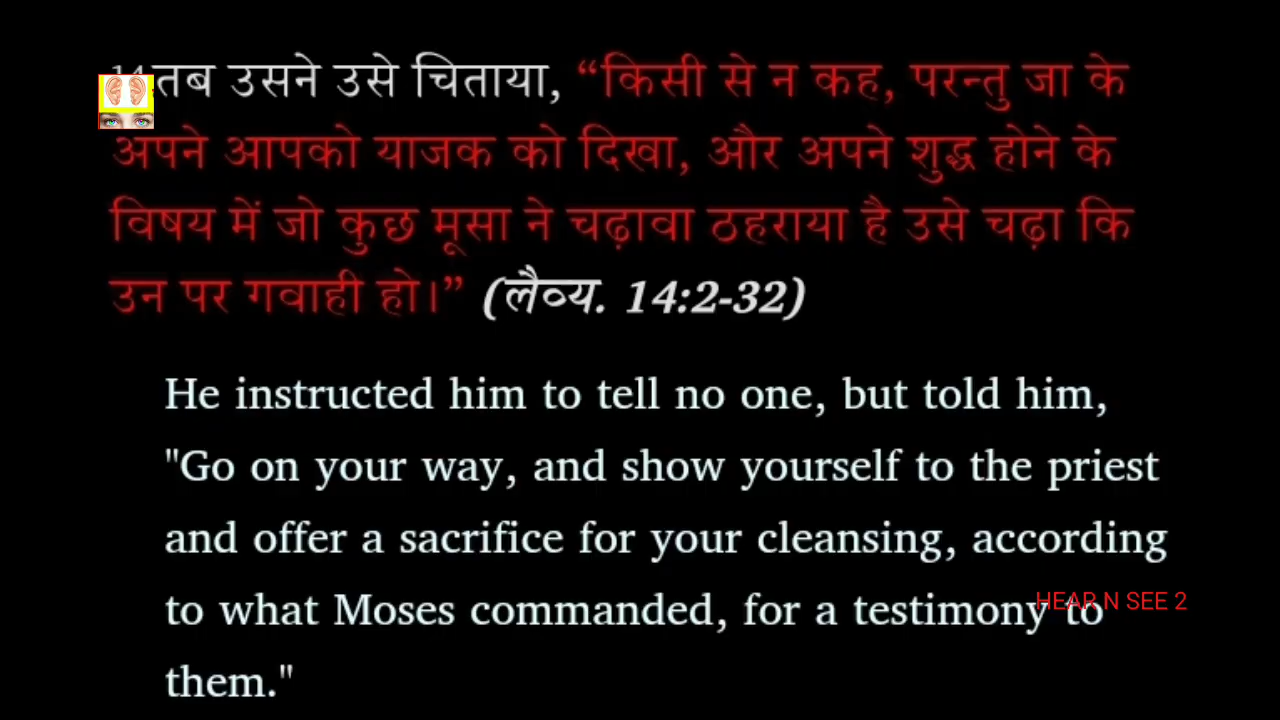 14 तब उसने उसे चिताया, “किसी से न कह, परन्तु जा के
अपने आपको याजक को दिखा, और अपने शुद्ध होने के
विषय में जो कुछ मूसा ने चढ़ावा ठहराया है उसे चढ़ा कि
उन पर गवाही हो।” (लैव्य. 14:2-32)
He instructed him to tell no one, but told him,
"Go on your way, and show yourself to the priest
and offer a sacrifice for your cleansing, according
to what Moses commanded, for a testimony to
them."
HEAR N SEE 2